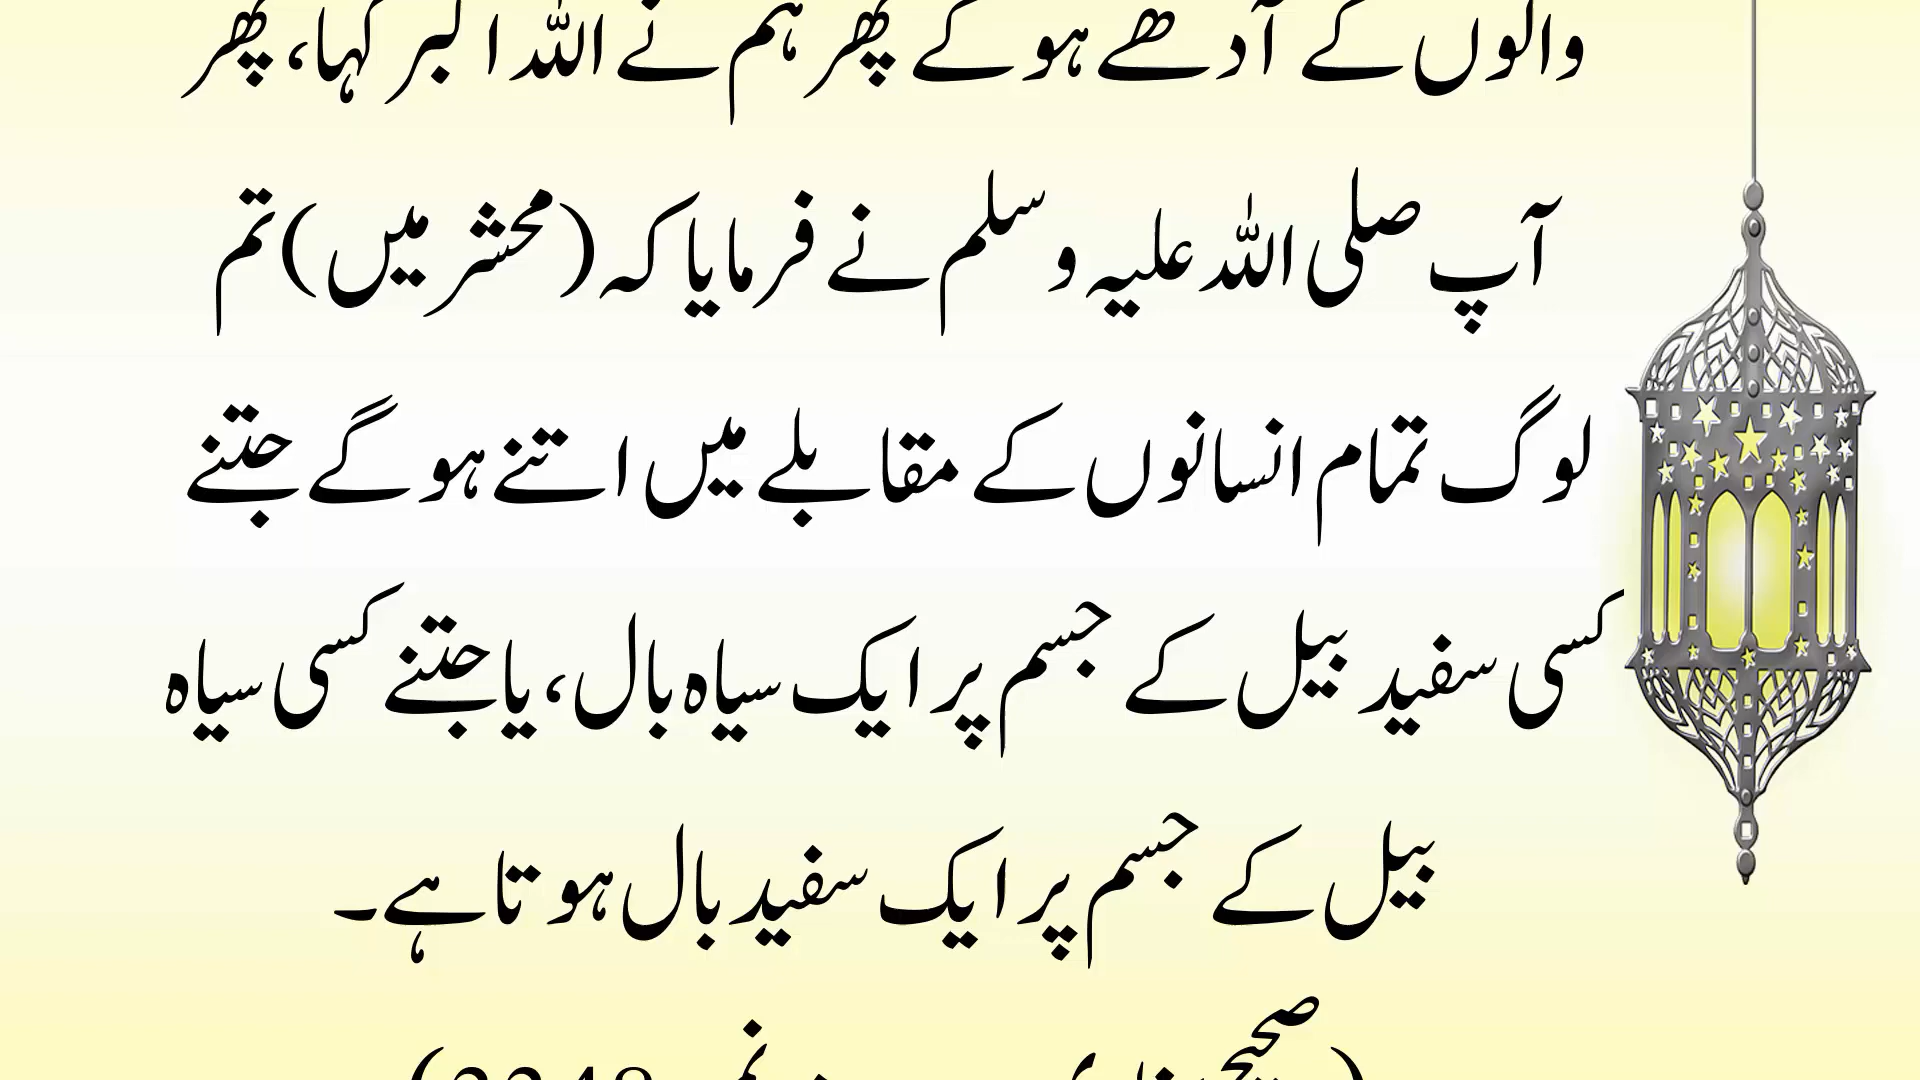 والوں کے آدھے ہو گے پھر ہم نے اللہ اکبر کہا، پھر
آپ صلی اللہ علیہ وسلم نے فرمایا کہ (محشر میں) تم
لوگ تمام انسانوں کے مقابلے میں اتنے ہو گے جتنے
کسی سفید بیل کے جسم پر ایک سیاہ بال، یا جتنے کسی سیاہ
بیل کے جسم پر ایک سفید بال ہوتا ہے۔
(صحیح